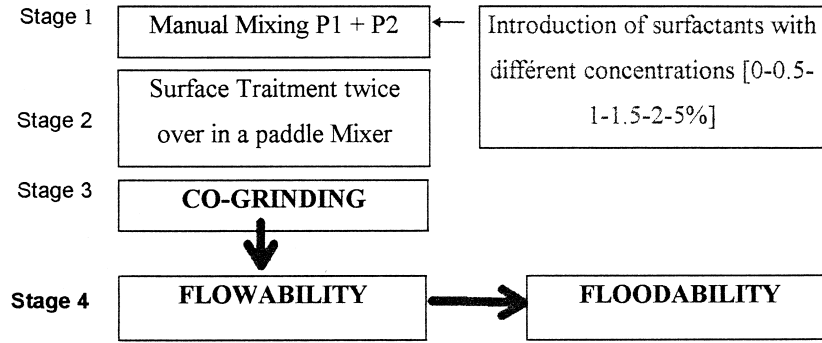 Stage 1
Manual Mixing P1 + P2
Introduction of surfactants with
différent concentrations [0-0.5-
1-1.5-2-5%]
Stage 2
Surface Traitment twice
over in a paddle Mixer
Stage 3
CO-GRINDING
Stage 4
FLOWABILITY
FLOODABILITY